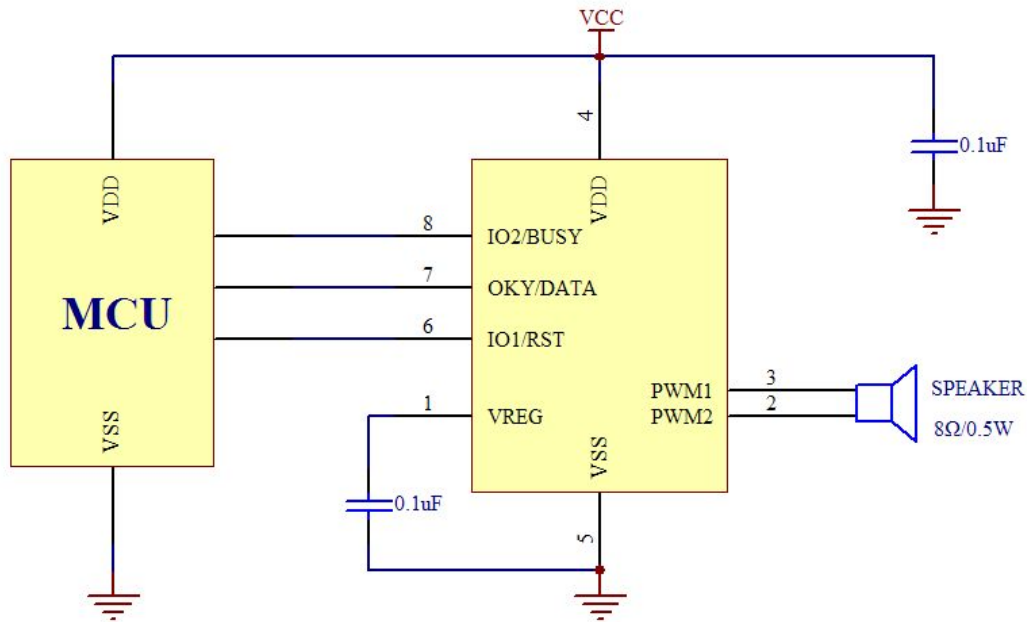 VCC
4
0.1uF
VDD
VDD
8
IO2/BUSY
7
OKY/DATA
MCU
6
IO1/RST
PWM1
3
SPEAKER
1
VREG
PWM2
2
8Ω/0.5W
VSS
VSS
0.1uF
5